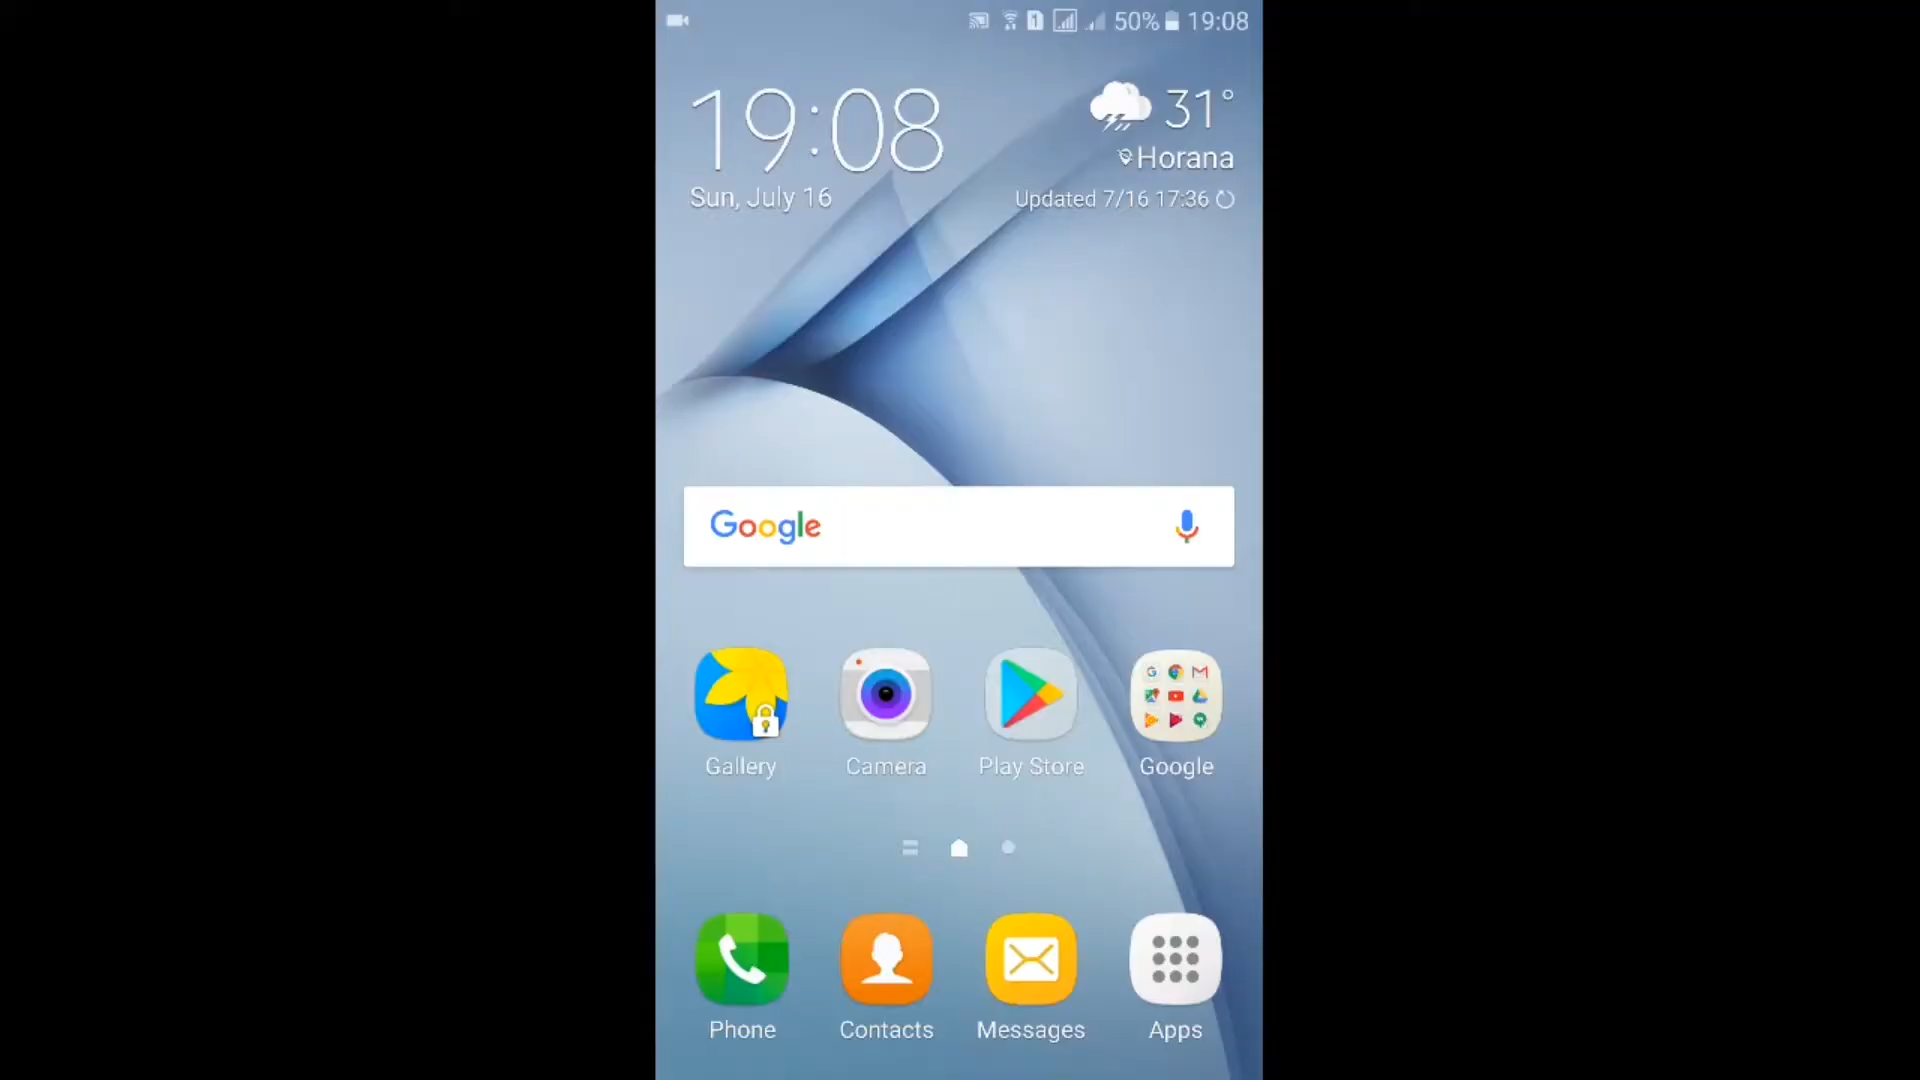 1 50% 19:08
19:08
31°
Horana
Sun, July 16
Updated 7/16 17:36
Google
Gallery Camera Play Store Google
Phone Contacts Messages Apps